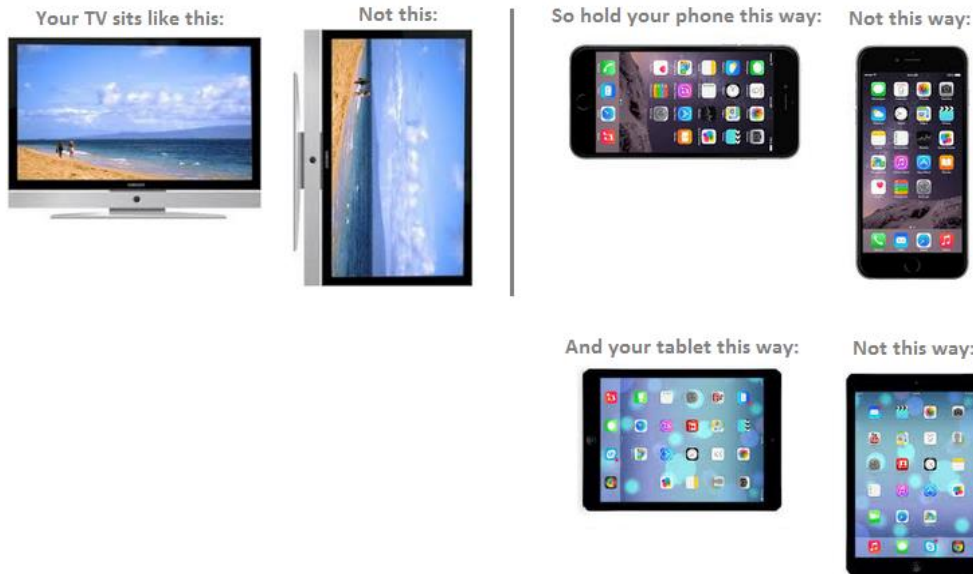 Your TV sits like this:
Not this:
So hold your phone this way:
Not this way:
And your tablet this way:
Not this way: